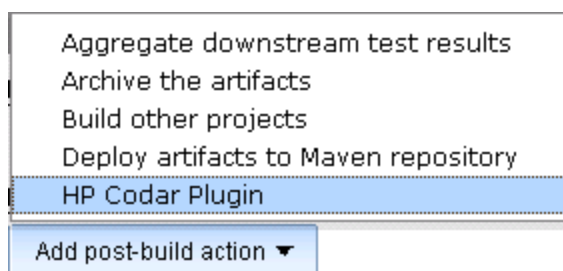 Aggregate downstream test results
Archive the artifacts
Build other projects
Deploy artifacts to Maven repository
HP Codar Plugin
Add post-build action